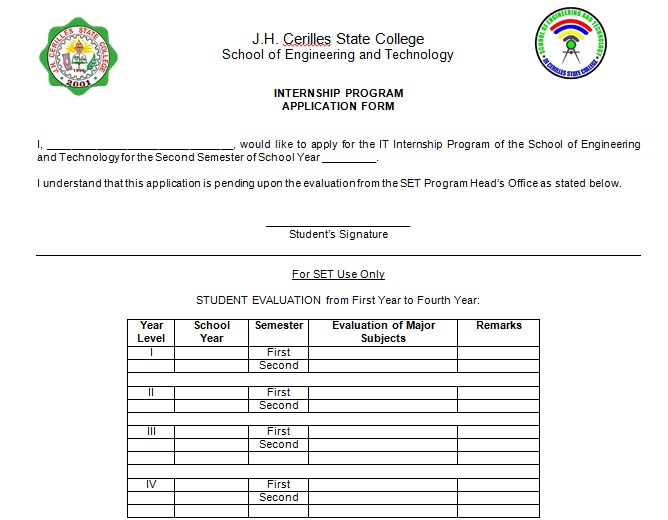 J.H. Cerilles State College
School of Engineering and Technology
J.H. CERILLES STATE COLLEGE
2001
SCHOOL OF ENGINEERING AND TECHNOLOGY
JH CERILLES STATE COLLEGE
INTERNSHIP PROGRAM
APPLICATION FORM
I, ______________________________, would like to apply for the IT Internship Program of the School of Engineering
and Technology for the Second Semester of School Year _________.
I understand that this application is pending upon the evaluation from the SET Program Head's Office as stated below.
________________________
Student's Signature
For SET Use Only
STUDENT EVALUATION from First Year to Fourth Year:
Year Level School Year Semester Evaluation of Major Subjects Remarks
I First
Second
II First
Second
III First
Second
IV First
Second